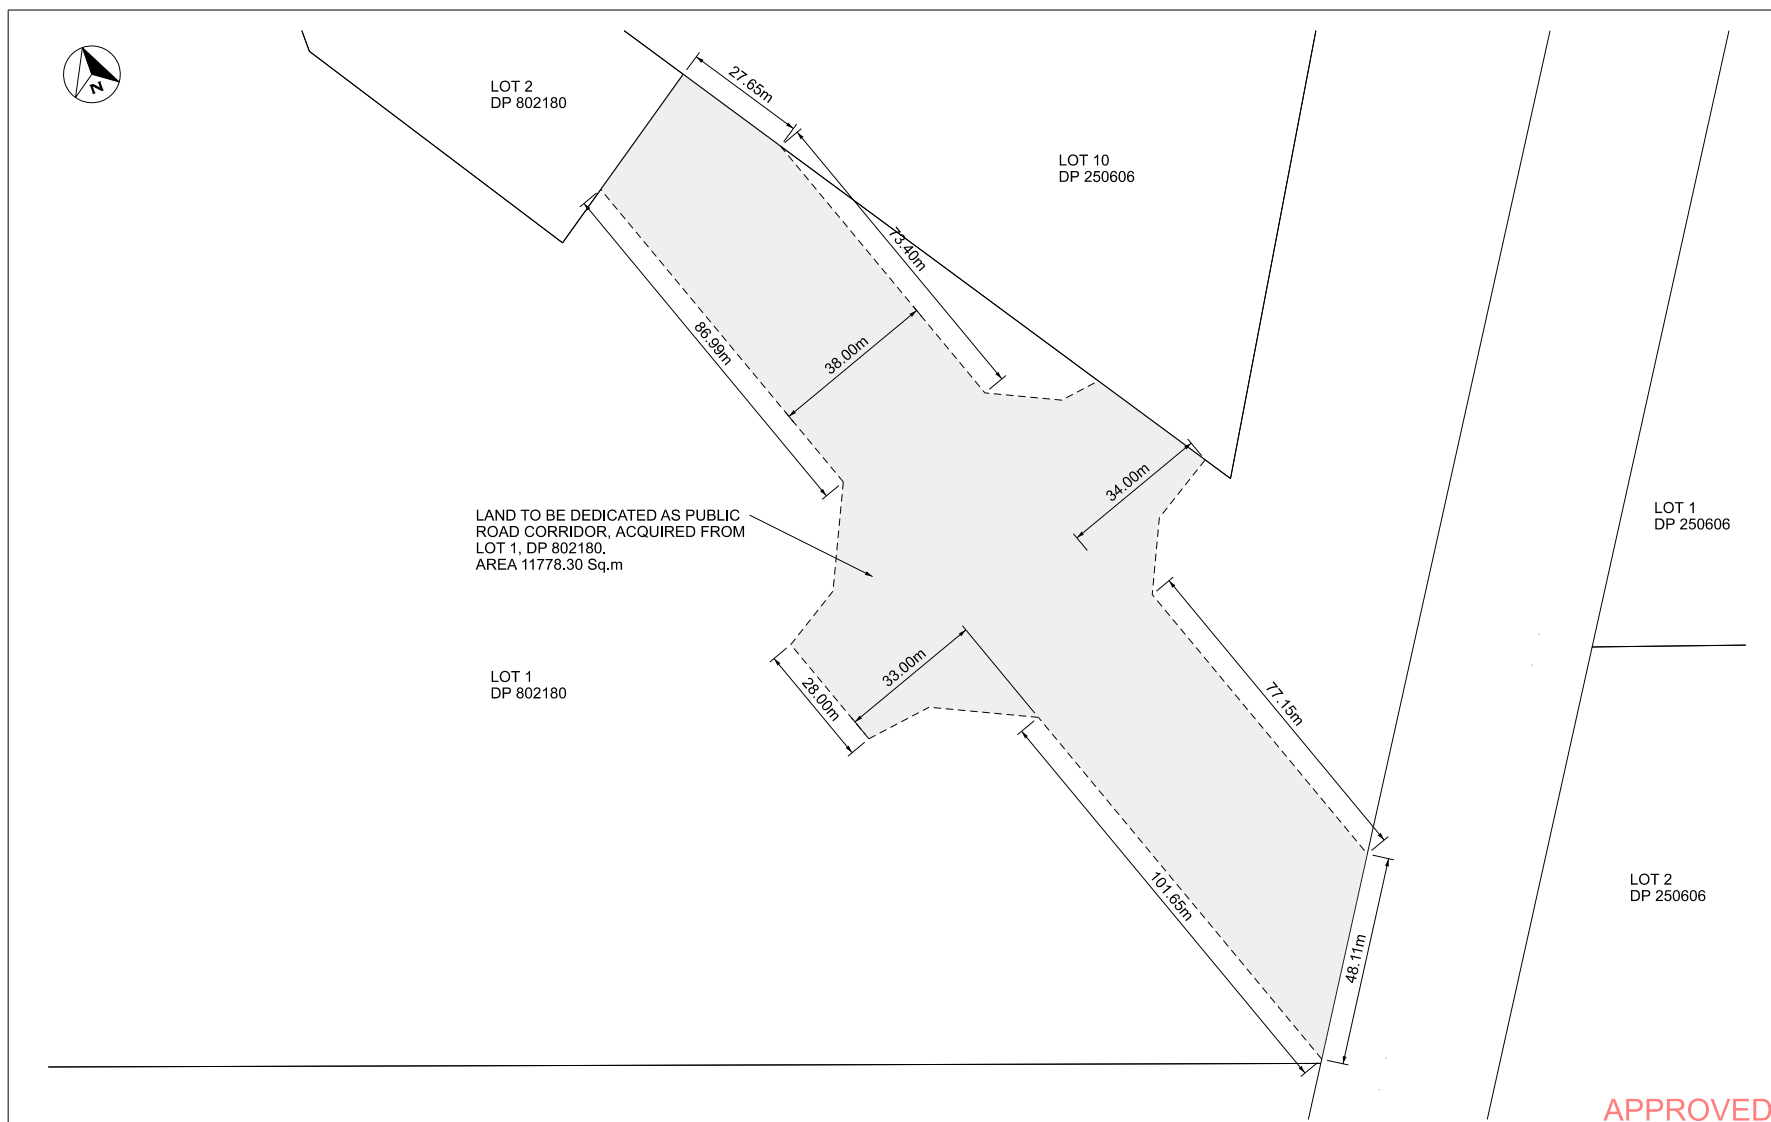 N
LOT 2
DP 802180
27.65m
LOT 10
DP 250606
73.40m
86.99m
38.00m
34.00m
LAND TO BE DEDICATED AS PUBLIC
ROAD CORRIDOR, ACQUIRED FROM
LOT 1, DP 802180.
AREA 11778.30 Sq.m
LOT 1
DP 250606
LOT 1
DP 802180
33.00m
28.00m
77.15m
101.65m
LOT 2
DP 250606
48.11m
APPROVED